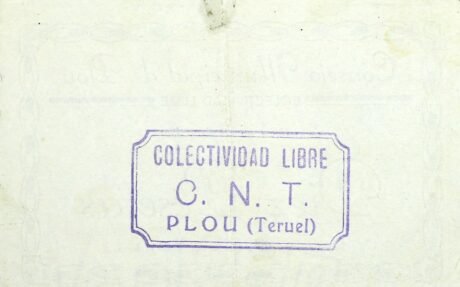 COLECTIVIDAD LIBRE
C. N. T.
PLOU (Teruel)